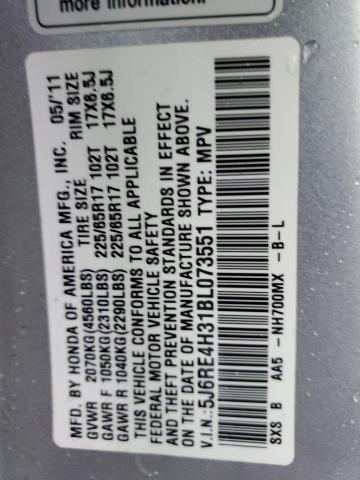 more information.
MFD. BY HONDA OF AMERICA MFG., INC. 05/'11
TIRE SIZE RIM SIZE
GVWR 2070KG(4560LBS)
GAWR F 1050KG(2310LBS) 225/65R17 102T 17X6.5J
GAWR R 1040KG(2290LBS) 225/65R17 102T 17X6.5J
THIS VEHICLE CONFORMS TO ALL APPLICABLE
FEDERAL MOTOR VEHICLE SAFETY
AND THEFT PREVENTION STANDARDS IN EFFECT
ON THE DATE OF MANUFACTURE SHOWN ABOVE.
V.I.N.: 5J6RE4H31BL073551 TYPE: MPV
SXS B AA5 -NH700MX -B-L